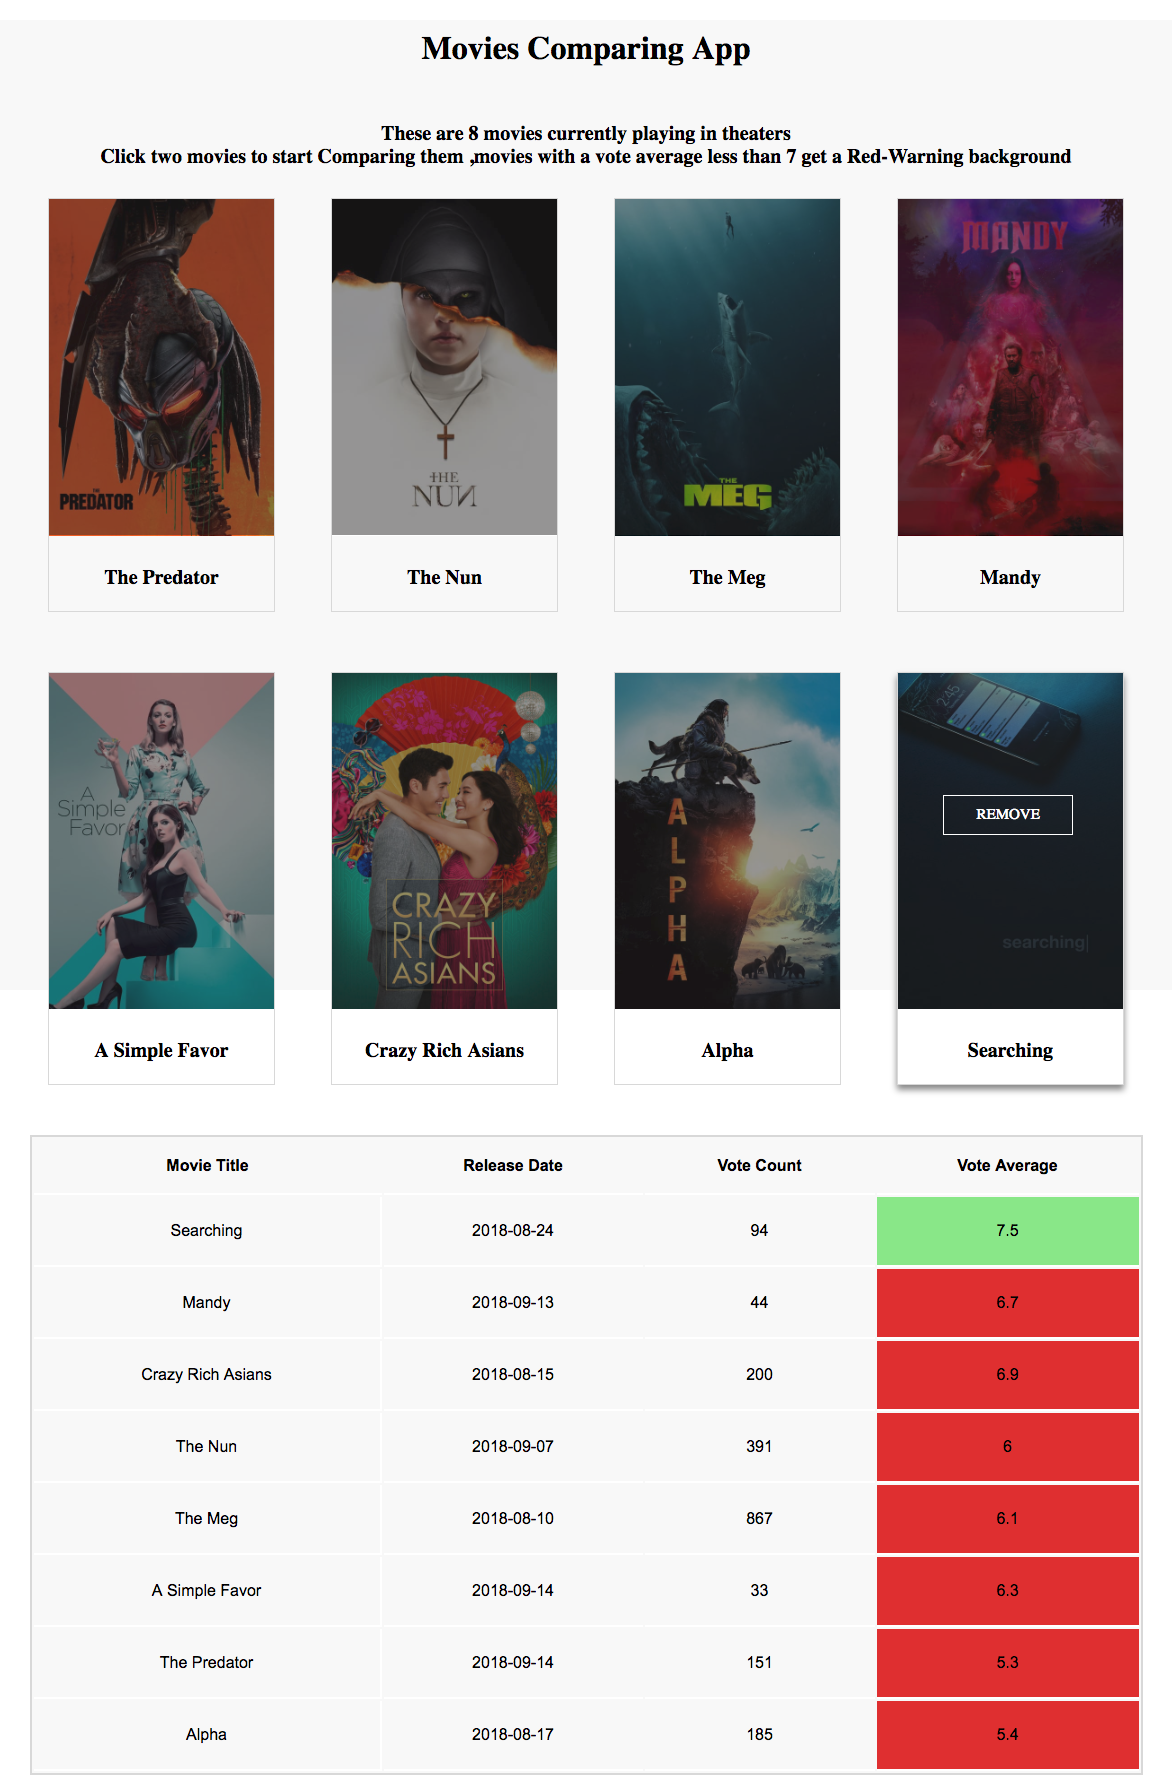 Movies Comparing App
These are 8 movies currently playing in theaters
Click two movies to start Comparing them ,movies with a vote average less than 7 get a Red-Warning background
THE
PREDATOR
THE
NUN
THE
MEG
MANDY
The Predator
The Nun
The Meg
Mandy
A
Simple
Favor
CRAZY
RICH
ASIANS
ALPHA
2:45
REMOVE
searching
A Simple Favor
Crazy Rich Asians
Alpha
Searching
Movie Title Release Date Vote Count Vote Average
Searching 2018-08-24 94 7.5
Mandy 2018-09-13 44 6.7
Crazy Rich Asians 2018-08-15 200 6.9
The Nun 2018-09-07 391 6
The Meg 2018-08-10 867 6.1
A Simple Favor 2018-09-14 33 6.3
The Predator 2018-09-14 151 5.3
Alpha 2018-08-17 185 5.4